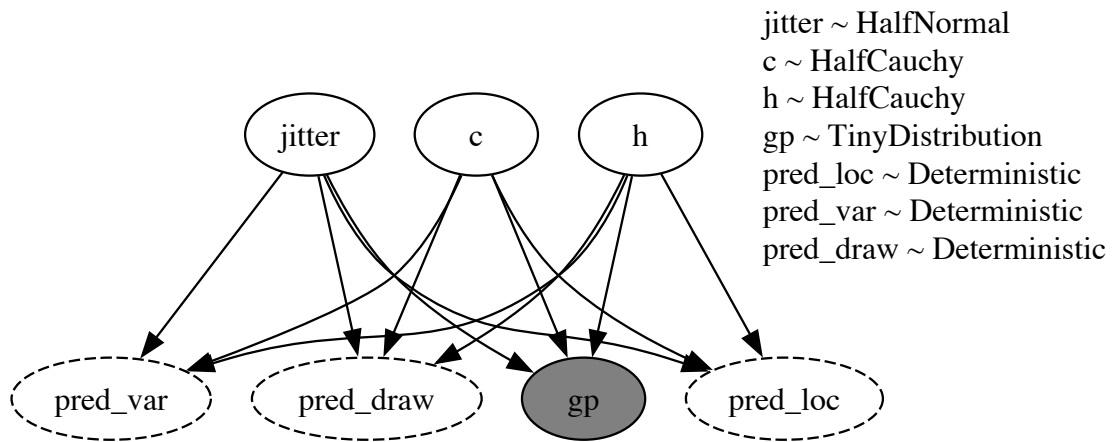 jitter ~ HalfNormal
c ~ HalfCauchy
h ~ HalfCauchy
gp ~ TinyDistribution
pred_loc ~ Deterministic
pred_var ~ Deterministic
pred_draw ~ Deterministic
jitter
c
h
pred_var
pred_draw
gp
pred_loc